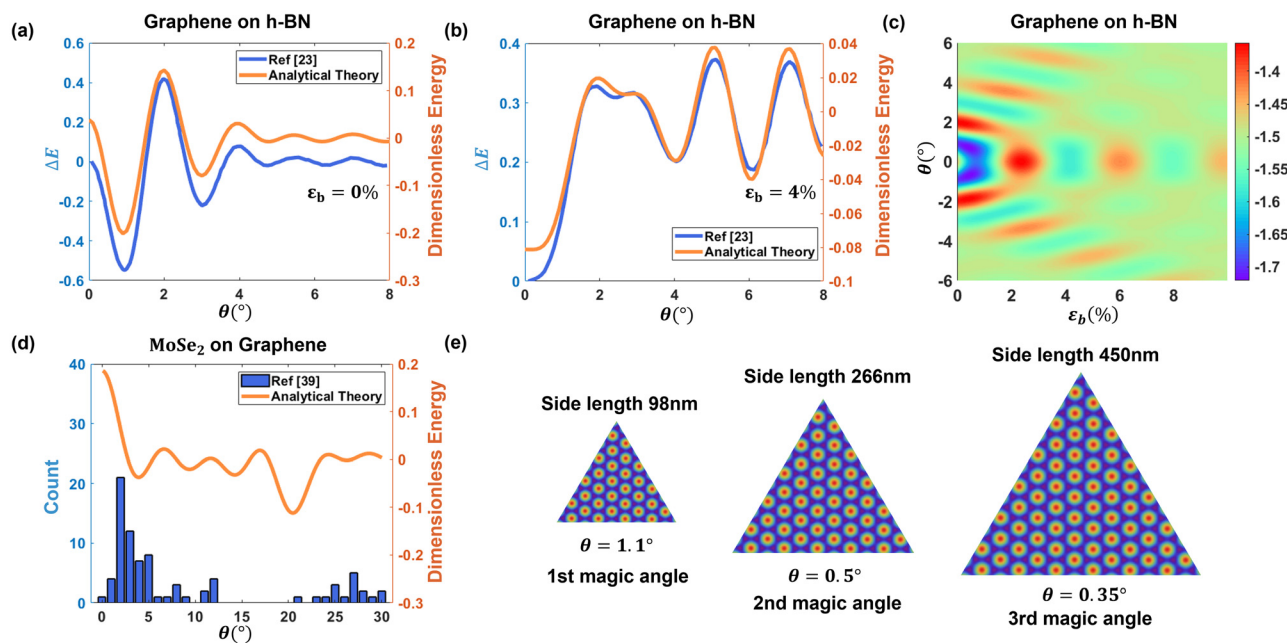 (a)
Graphene on h-BN
0.6
0.4
0.2
0
-0.2
-0.4
-0.6
ΔE
0.2
0.1
0
-0.1
-0.2
-0.3
Dimensionless Energy
Ref [23]
Analytical Theory
ε_b = 0%
0 2 4 6 8
θ(°)
(b)
Graphene on h-BN
0.4
0.3
0.2
0.1
0
ΔE
0.04
0.02
0
-0.02
-0.04
-0.06
-0.08
-0.1
Dimensionless Energy
ε_b = 4%
Ref [23]
Analytical Theory
0 2 4 6 8
θ(°)
(c)
Graphene on h-BN
6
4
2
0
-2
-4
-6
θ(°)
0 2 4 6 8
ε_b(%)
-1.4
-1.45
-1.5
-1.55
-1.6
-1.65
-1.7
(d)
MoSe₂ on Graphene
40
30
20
10
0
Count
0.2
0.1
0
-0.1
-0.2
-0.3
Dimensionless Energy
Ref [39]
Analytical Theory
0 5 10 15 20 25 30
θ(°)
(e)
Side length 98nm
θ = 1.1°
1st magic angle
Side length 266nm
θ = 0.5°
2nd magic angle
Side length 450nm
θ = 0.35°
3rd magic angle